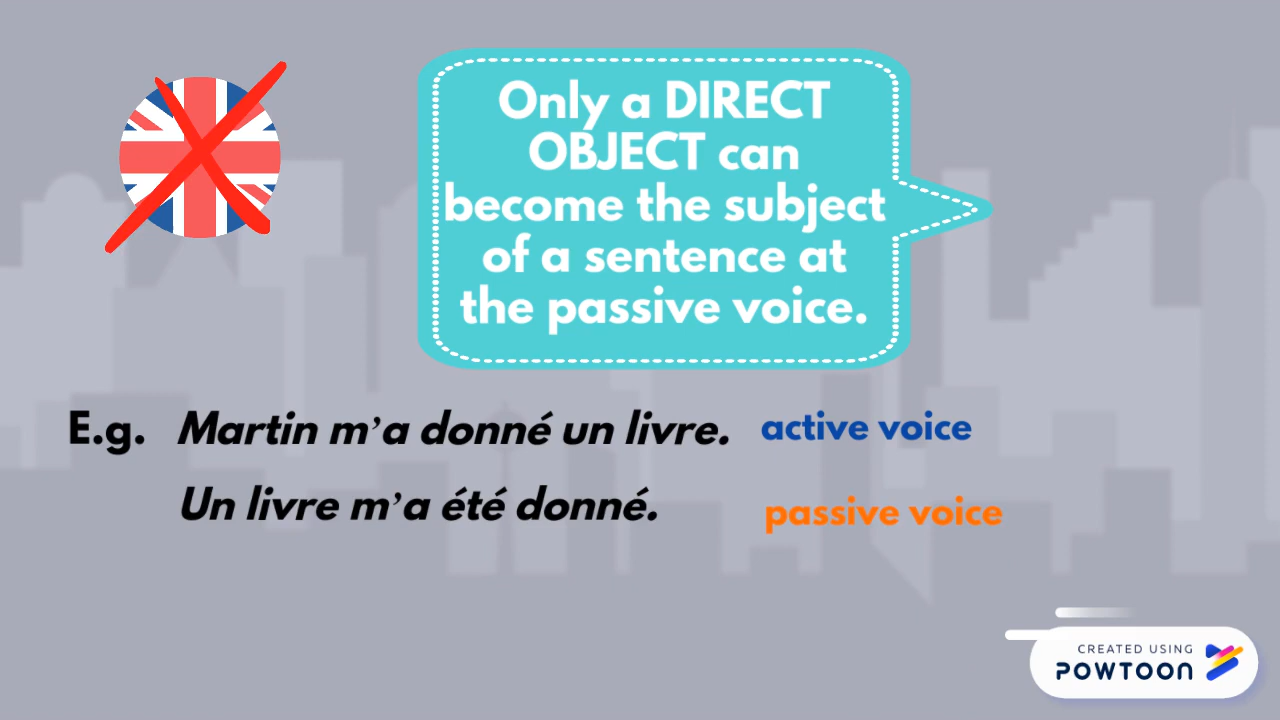 Only a DIRECT
OBJECT can
become the subject
of a sentence at
the passive voice.
E.g. Martin m’a donné un livre. active voice
Un livre m’a été donné. passive voice
CREATED USING
POWTOON